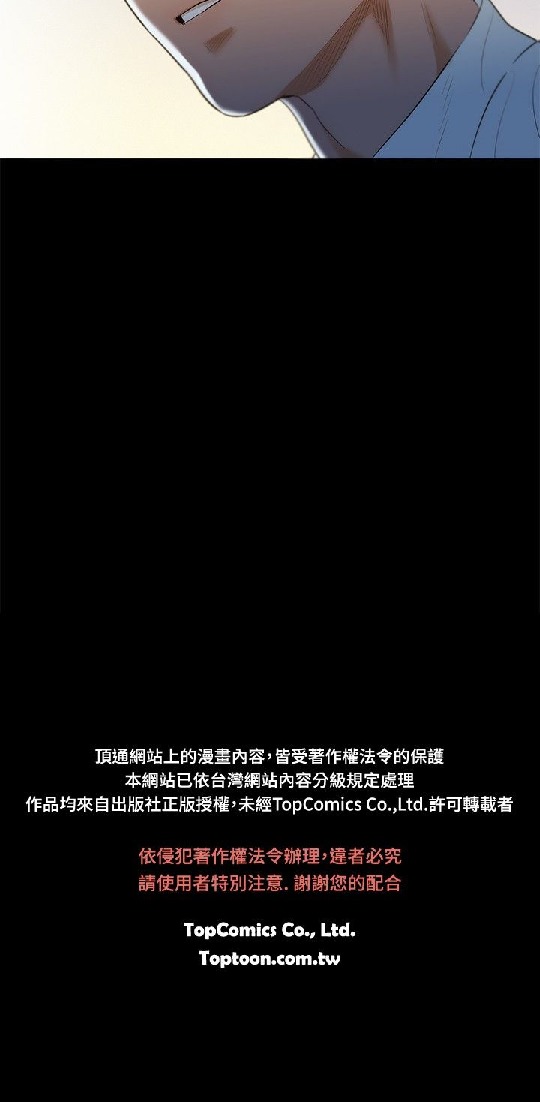 頂通網站上的漫畫內容，皆受著作權法令的保護
本網站已依台灣網站內容分級規定處理
作品均來自出版社正版授權，未經TopComics Co.,Ltd.許可轉載者
依侵犯著作權法令辦理，違者必究
請使用者特別注意. 謝謝您的配合
TopComics Co., Ltd.
Toptoon.com.tw